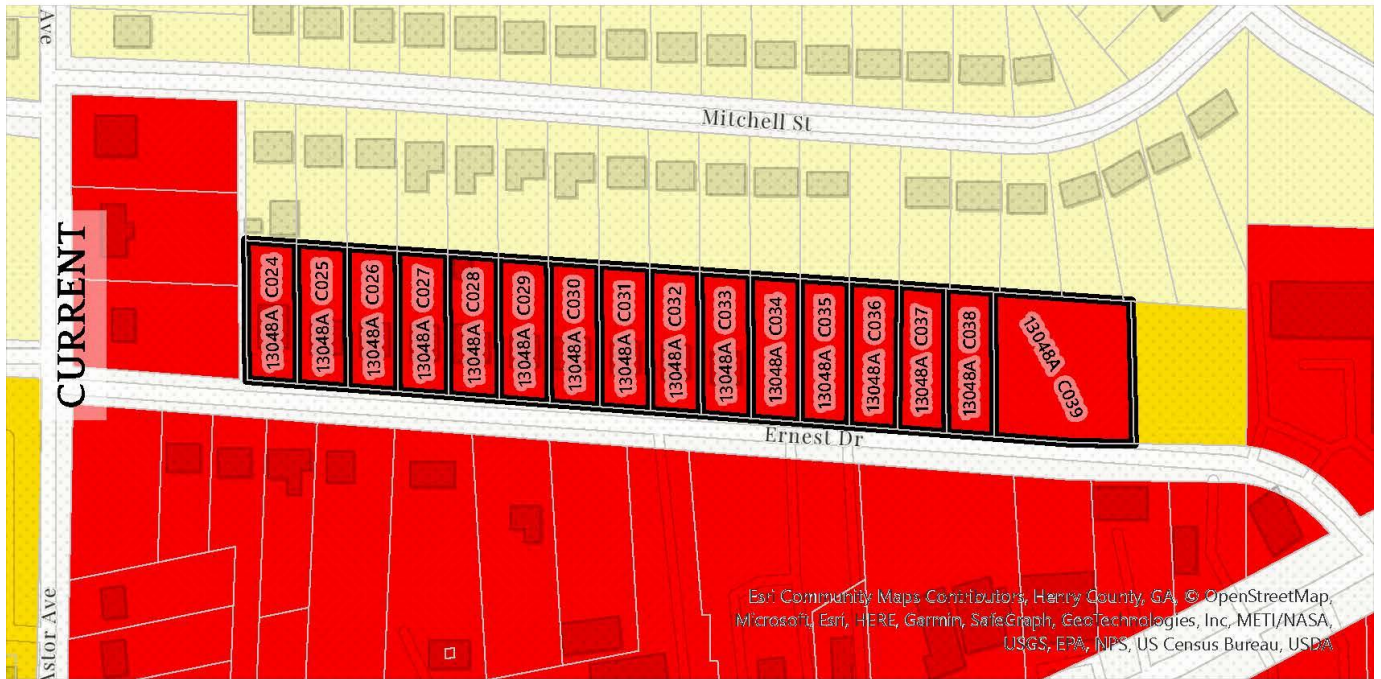 Ave
Mitchell St
CURRENT
13048A C024
13048A C025
13048A C026
13048A C027
13048A C028
13048A C029
13048A C030
13048A C031
13048A C032
13048A C033
13048A C034
13048A C035
13048A C036
13048A C037
13048A C038
13048A C039
Ernest Dr
Astor Ave
Esri Community Maps Contributors, Henry County, GA, © OpenStreetMap,
Microsoft, Esri, HERE, Garmin, SafeGraph, GeoTechnologies, Inc, METI/NASA,
USGS, EPA, NPS, US Census Bureau, USDA